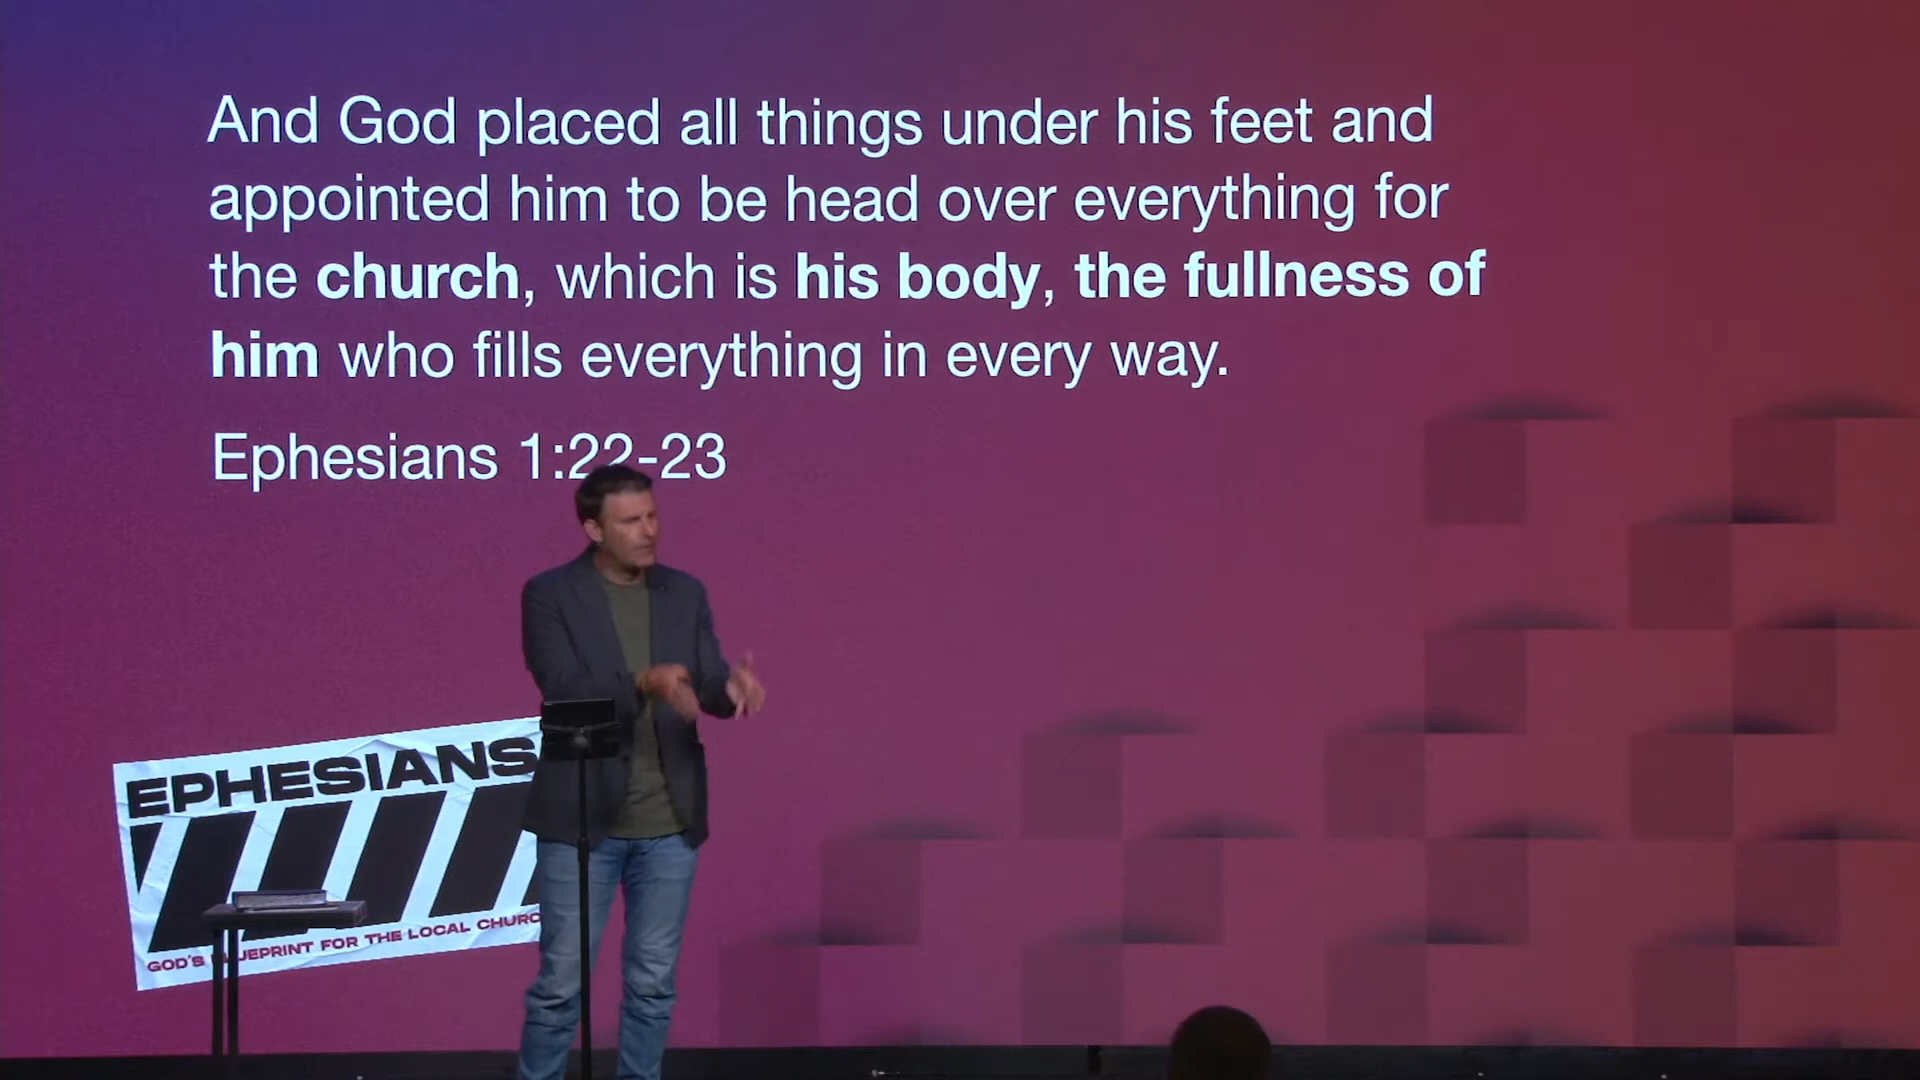 And God placed all things under his feet and
appointed him to be head over everything for
the church, which is his body, the fullness of
him who fills everything in every way.
Ephesians 1:22-23
EPHESIANS
GOD'S BLUEPRINT FOR THE LOCAL CHURC